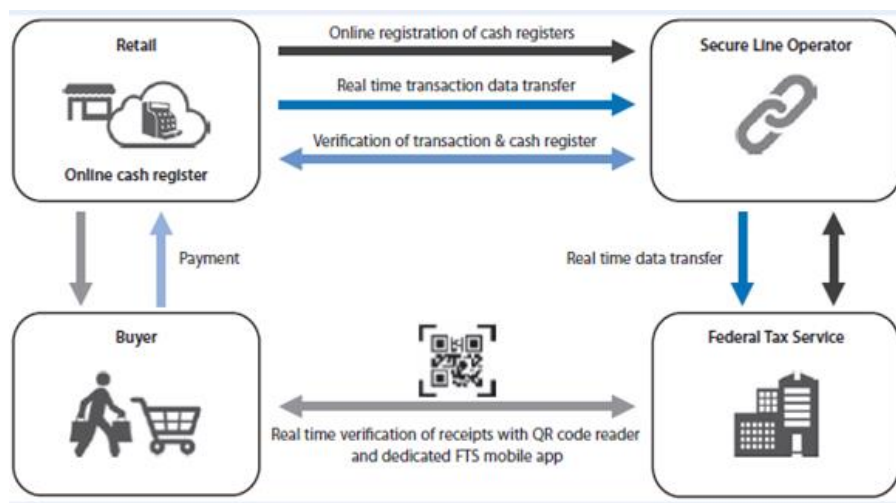 Retail
Online registration of cash registers
Secure Line Operator
Real time transaction data transfer
Verification of transaction & cash register
Online cash register
Payment
Real time data transfer
Buyer
Federal Tax Service
Real time verification of receipts with QR code reader
and dedicated FTS mobile app